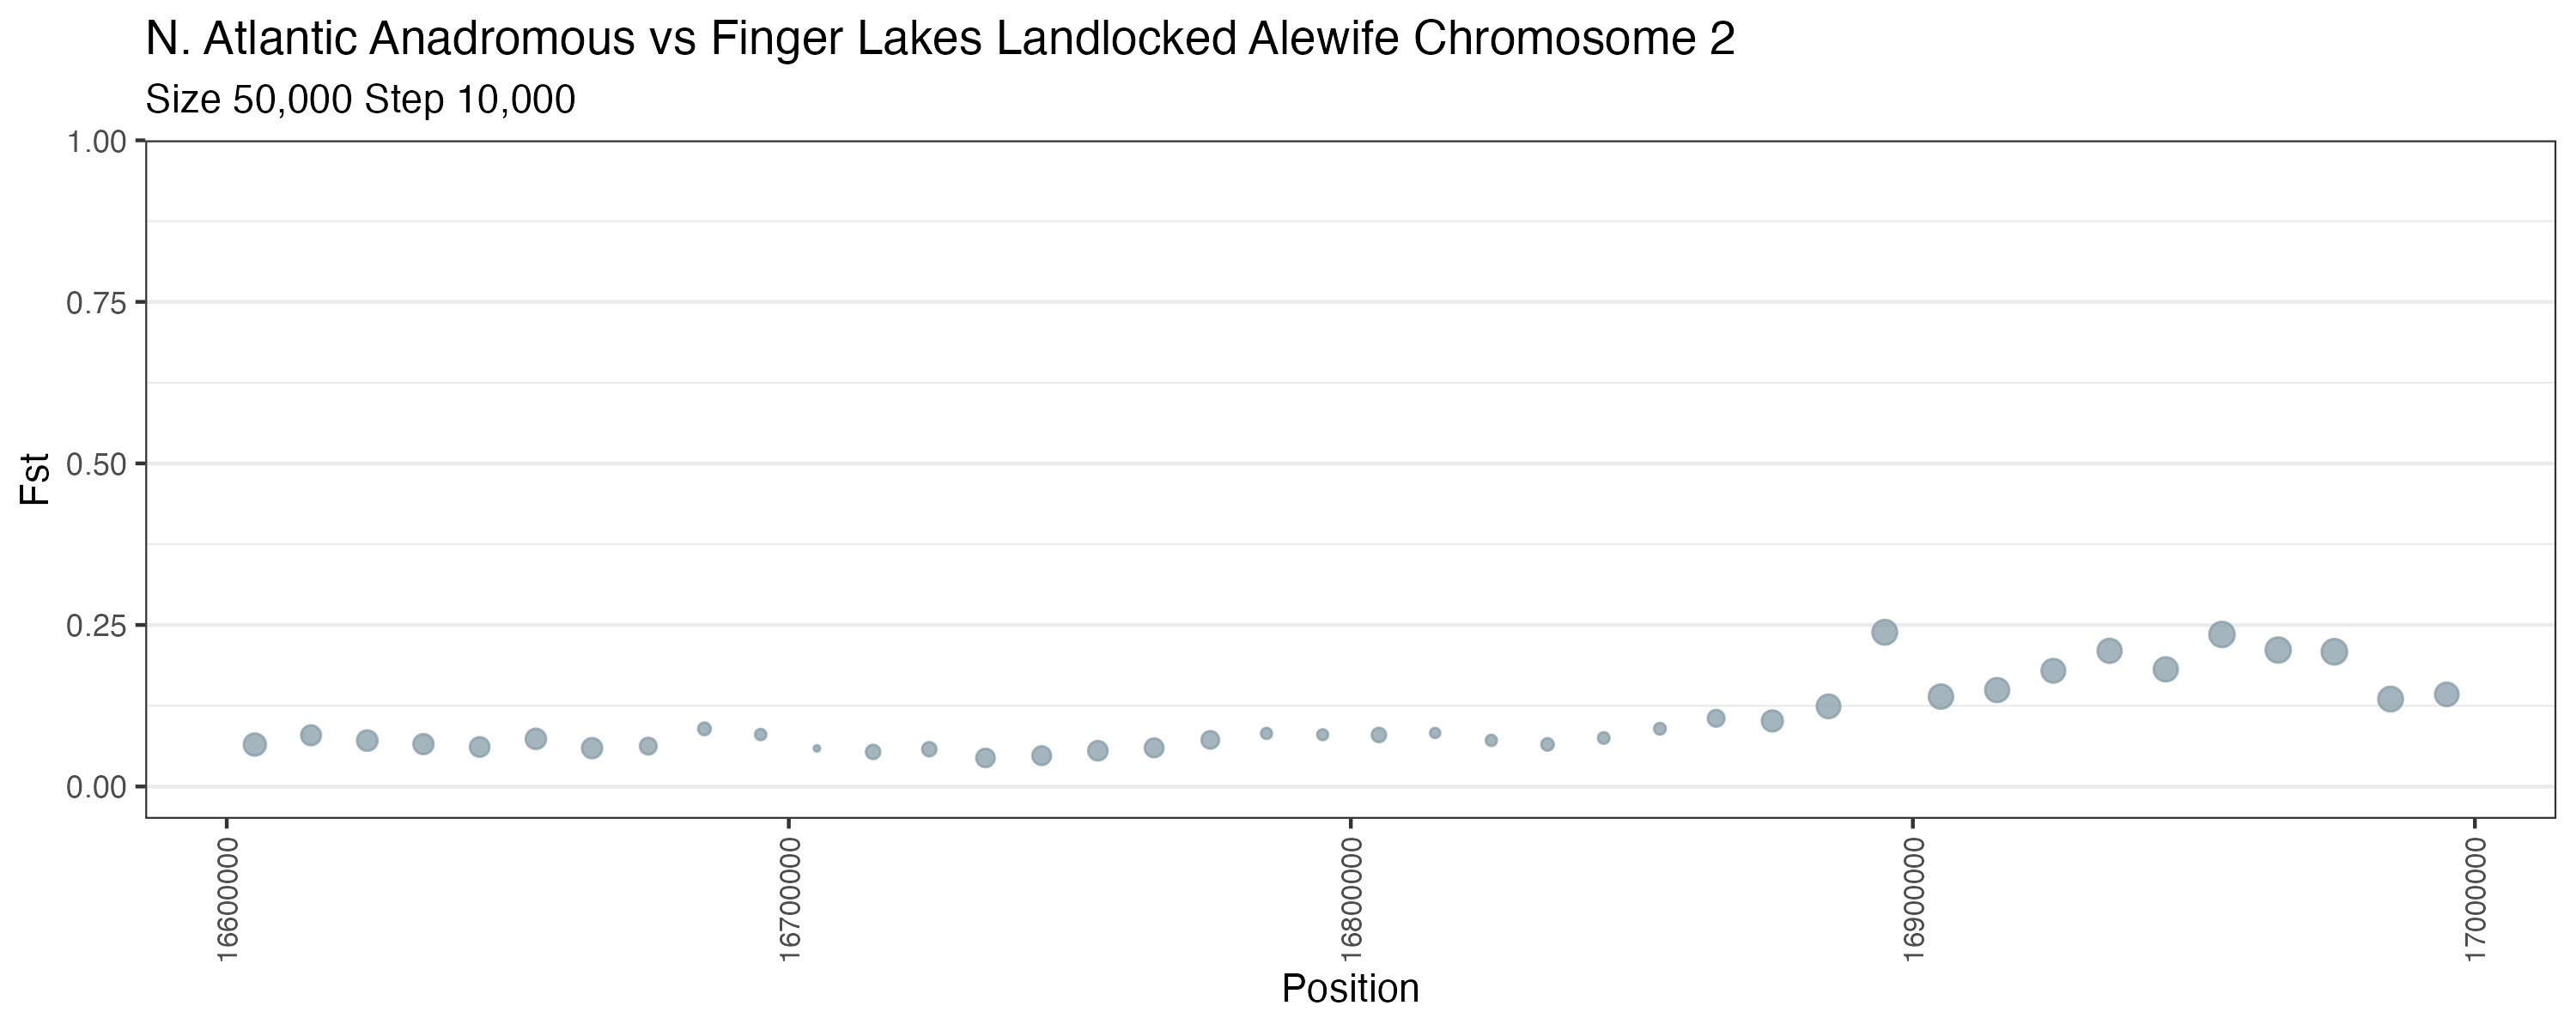 N. Atlantic Anadromous vs Finger Lakes Landlocked Alewife Chromosome 2
Size 50,000 Step 10,000
1.00
0.75
0.50
0.25
0.00
Fst
16600000
16700000
16800000
16900000
17000000
Position